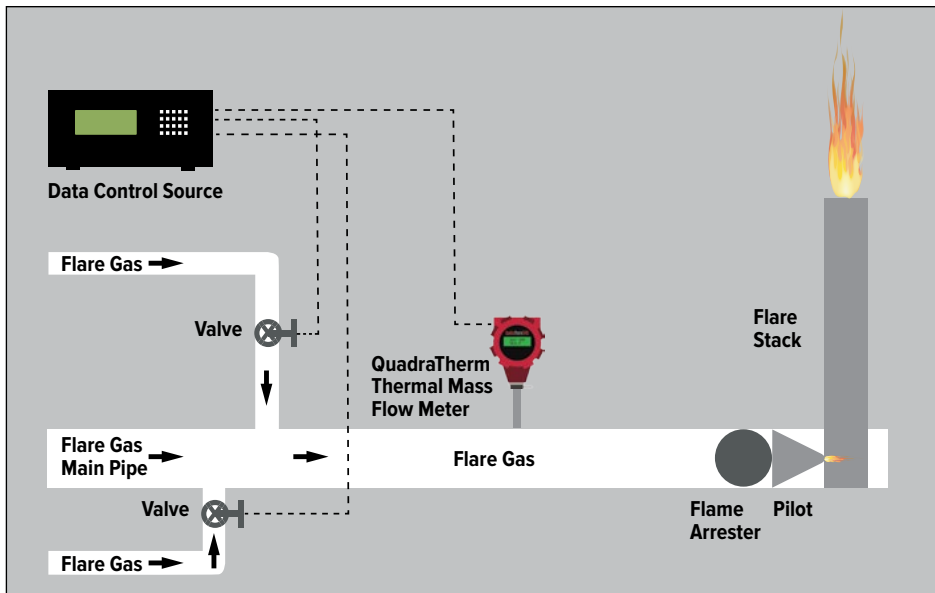 Data Control Source
Flare Gas
Valve
QuadraTherm
Thermal Mass
Flow Meter
Flare
Stack
Flare Gas
Main Pipe
Flare Gas
Valve
Flame
Arrester
Pilot
Flare Gas